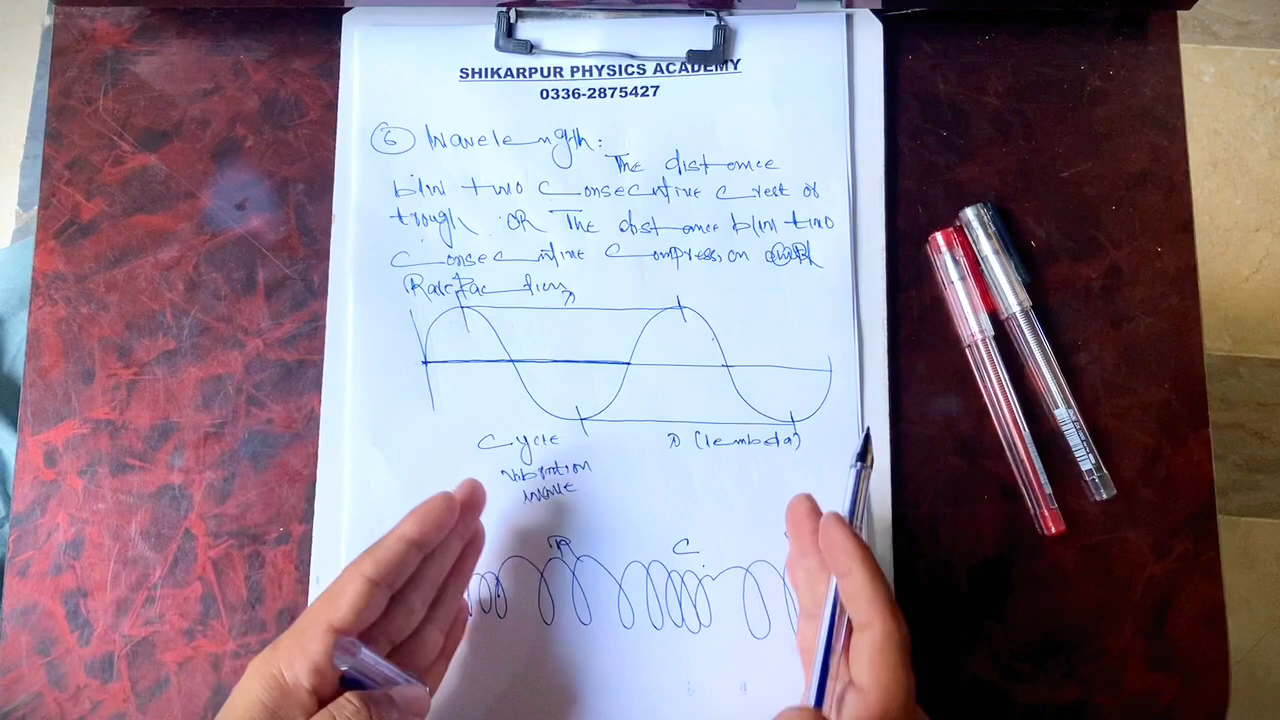 SHIKARPUR PHYSICS ACADEMY
0336-2875427
6 Wavelength:
The distance
b/w two consecutive crest or
trough. OR The distance b/w two
consecutive compression or
Rarefaction
Cycle
λ (lembda)
vibration
wave
R
C